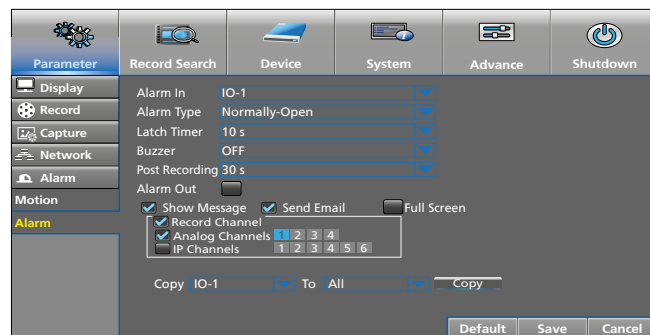 Parameter Record Search Device System Advance Shutdown
Display
Record
Capture
Network
Alarm
Motion
Alarm
Alarm In IO-1
Alarm Type Normally-Open
Latch Timer 10 s
Buzzer OFF
Post Recording 30 s
Alarm Out
Show Message Send Email Full Screen
Record Channel
Analog Channels 1 2 3 4
IP Channels 1 2 3 4 5 6
Copy IO-1 To All Copy
Default Save Cancel